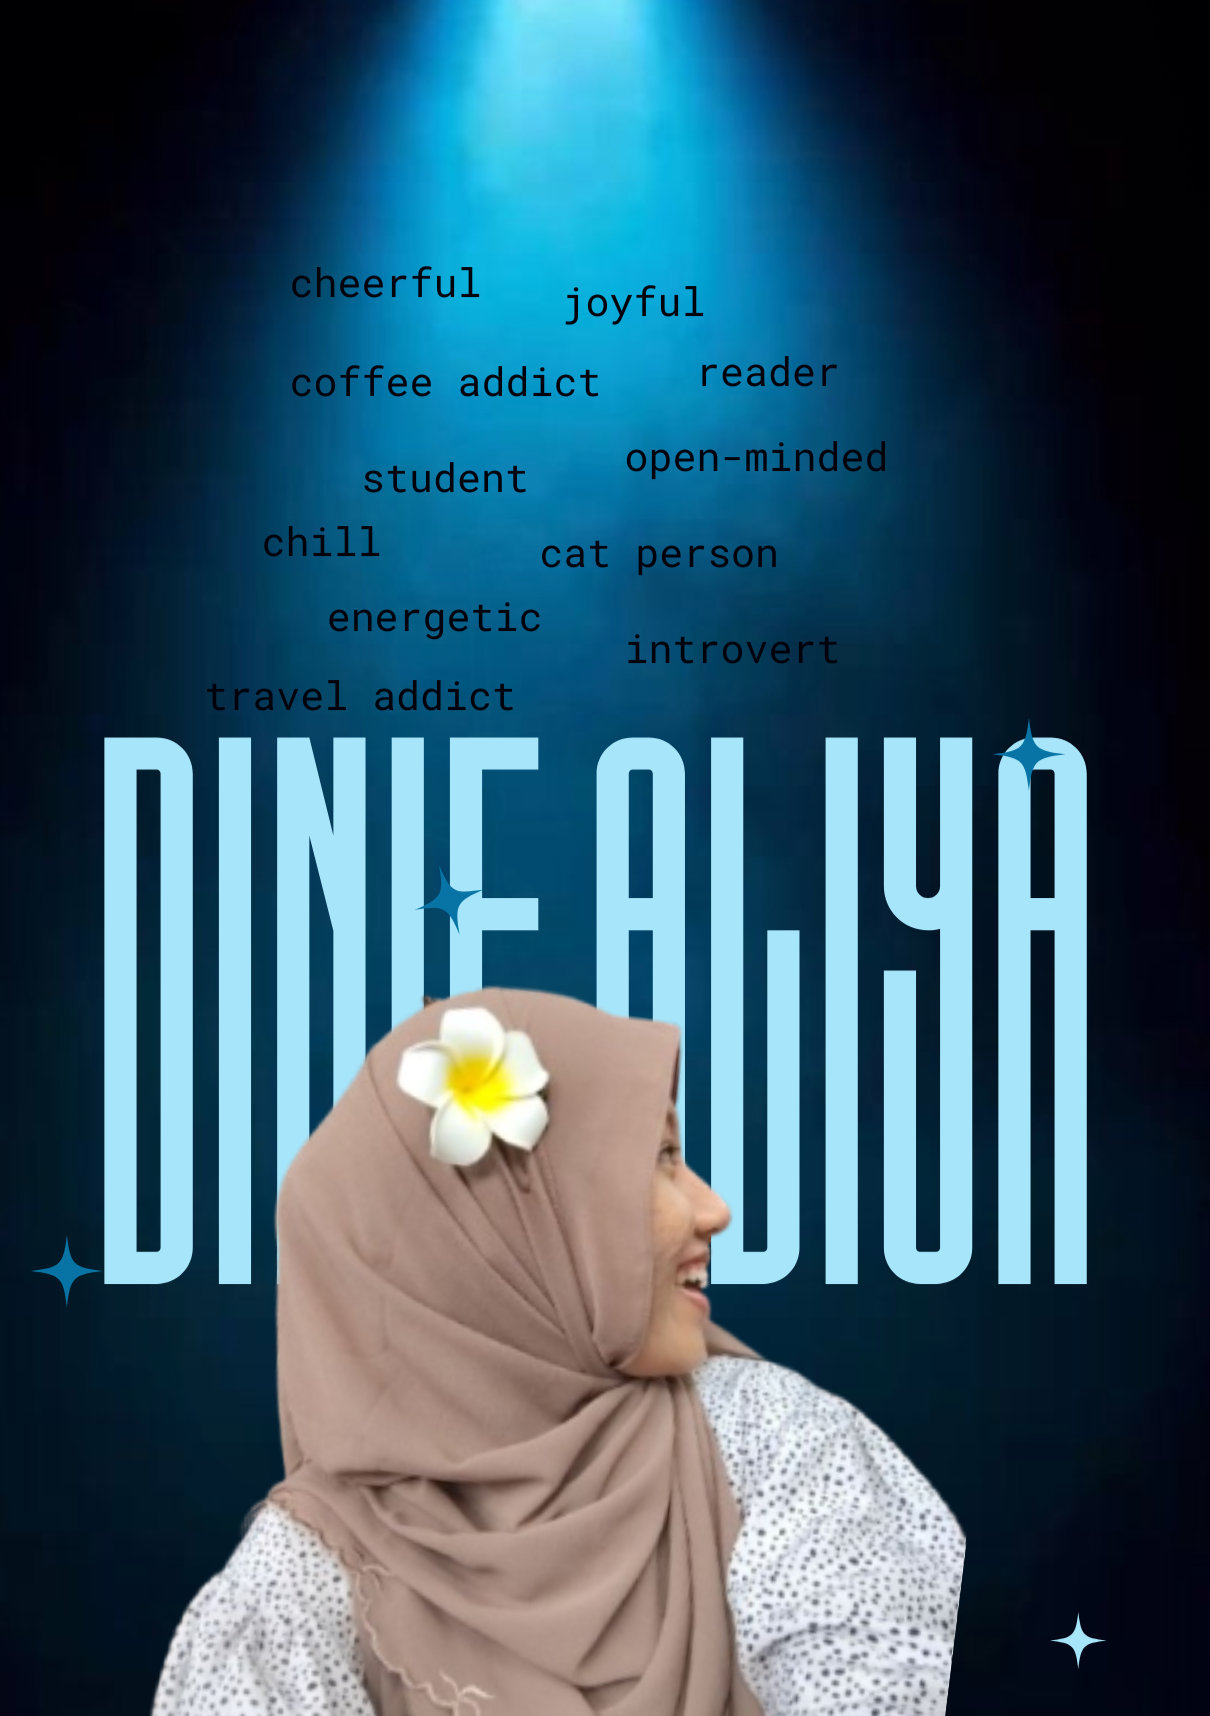 cheerful
joyful
coffee addict
reader
student
open-minded
chill
cat person
energetic
introvert
travel addict
DINIE ALIYA